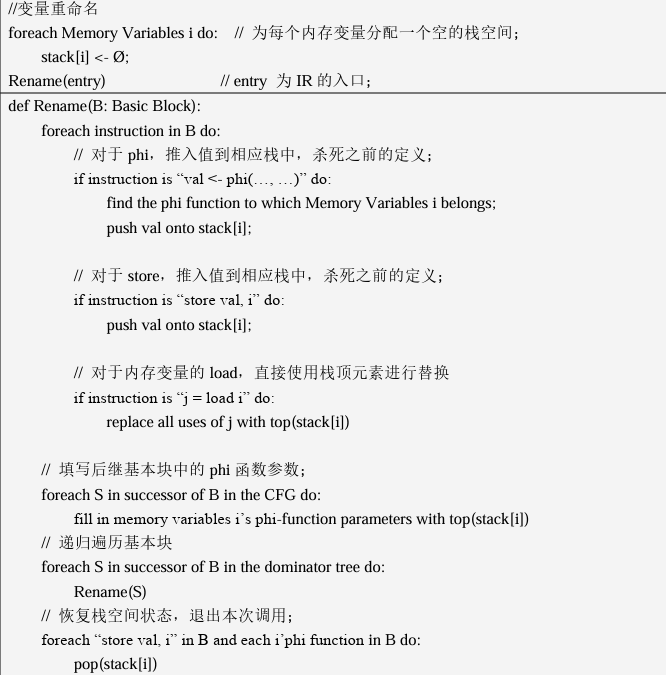 //变量重命名
foreach Memory Variables i do: // 为每个内存变量分配一个空的栈空间；
stack[i] <- Ø;
Rename(entry) // entry 为 IR 的入口；
def Rename(B: Basic Block):
foreach instruction in B do:
// 对于 phi，推入值到相应栈中，杀死之前的定义；
if instruction is “val <- phi(…, …)” do:
find the phi function to which Memory Variables i belongs;
push val onto stack[i];
// 对于 store，推入值到相应栈中，杀死之前的定义；
if instruction is “store val, i” do:
push val onto stack[i];
// 对于内存变量的 load，直接使用栈顶元素进行替换
if instruction is “j = load i” do:
replace all uses of j with top(stack[i])
// 填写后继基本块中的 phi 函数参数；
foreach S in successor of B in the CFG do:
fill in memory variables i’s phi-function parameters with top(stack[i])
// 递归遍历基本块
foreach S in successor of B in the dominator tree do:
Rename(S)
// 恢复栈空间状态，退出本次调用；
foreach “store val, i” in B and each i’phi function in B do:
pop(stack[i])